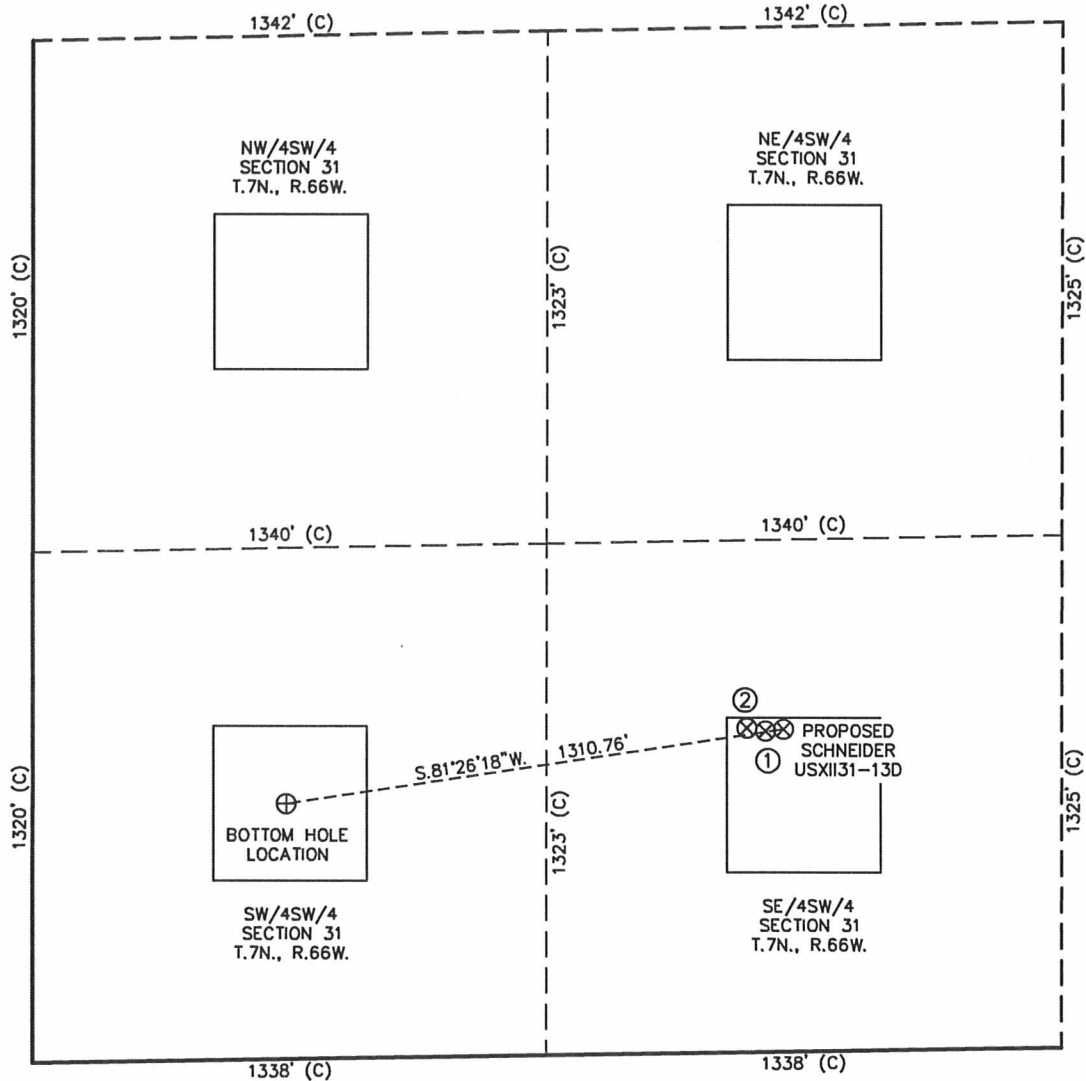 1342' (C)
1342' (C)
NW/4SW/4
SECTION 31
T.7N., R.66W.
NE/4SW/4
SECTION 31
T.7N., R.66W.
1320' (C)
1323' (C)
1325' (C)
1340' (C)
1340' (C)
②
PROPOSED
SCHNEIDER
USXII31-13D
①
S.81°26'18"W.
1310.76'
BOTTOM HOLE
LOCATION
1320' (C)
1323' (C)
1325' (C)
SW/4SW/4
SECTION 31
T.7N., R.66W.
SE/4SW/4
SECTION 31
T.7N., R.66W.
1338' (C)
1338' (C)